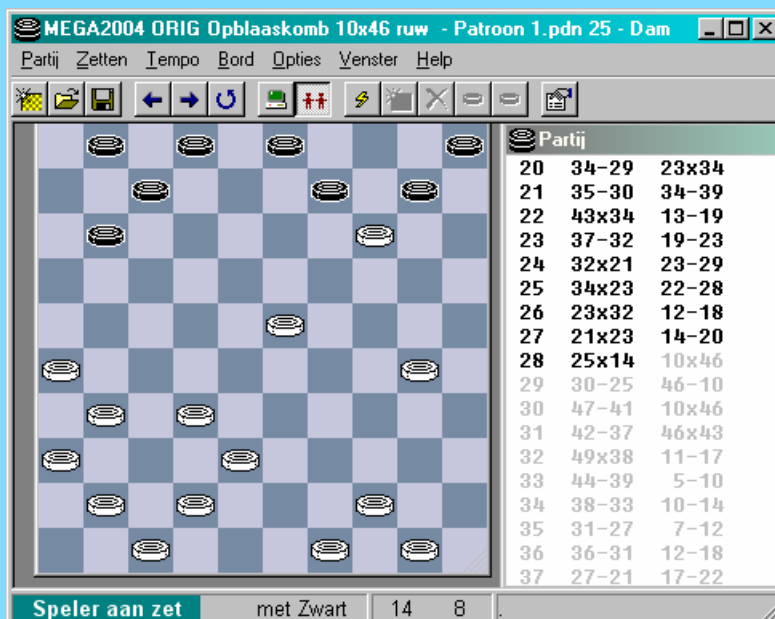 MEGA2004 ORIG Opblaaskomb 10x46 ruw - Patroon 1.pdn 25 - Dam
Partij Zetten Tempo Bord Opties Venster Help
Partij
20 34-29 23x34
21 35-30 34-39
22 43x34 13-19
23 37-32 19-23
24 32x21 23-29
25 34x23 22-28
26 23x32 12-18
27 21x23 14-20
28 25x14 10x46
29 30-25 46-10
30 47-41 10x46
31 42-37 46x43
32 49x38 11-17
33 44-39 5-10
34 38-33 10-14
35 31-27 7-12
36 36-31 12-18
37 27-21 17-22
Speler aan zet met Zwart 14 8 .